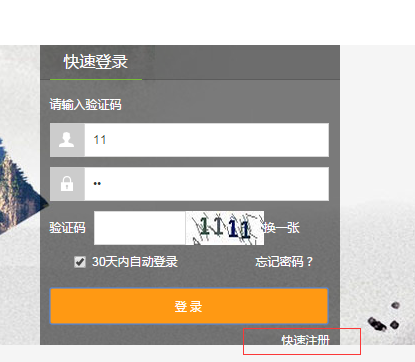 快速登录
请输入验证码
11
••
验证码 1111 换一张
30天内自动登录 忘记密码？
登 录
快速注册